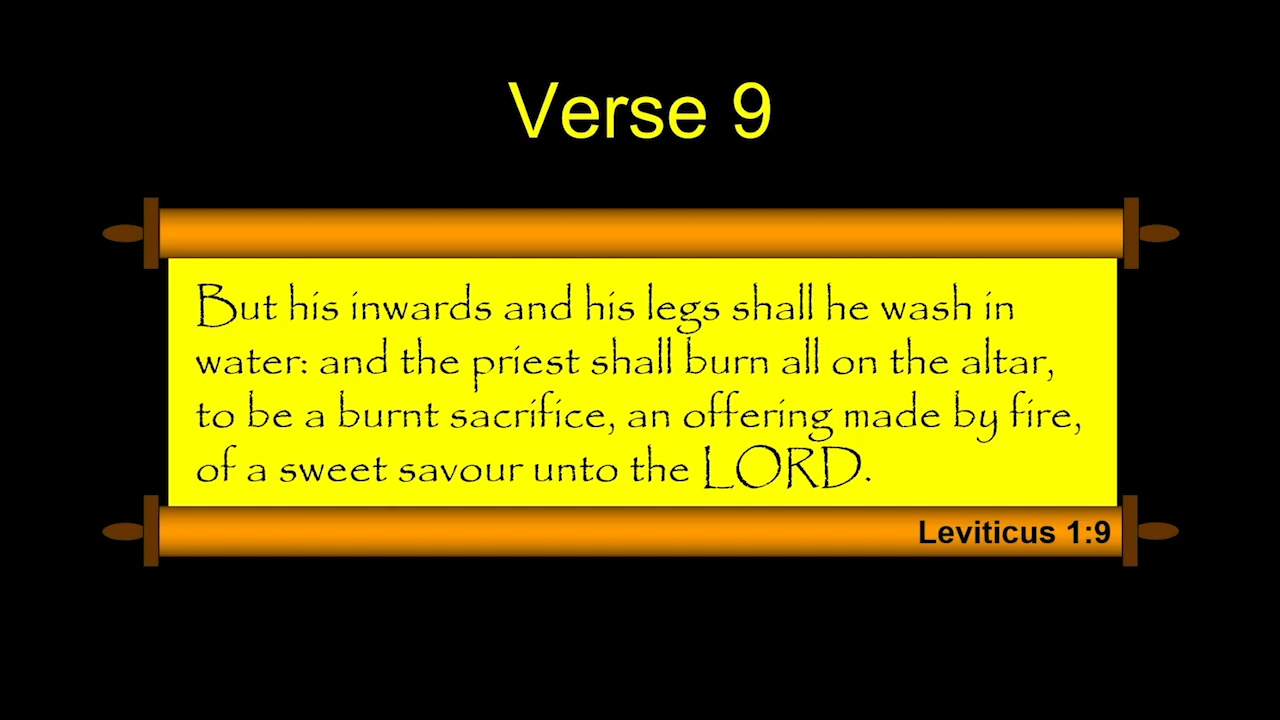 Verse 9
But his inwards and his legs shall he wash in
water: and the priest shall burn all on the altar,
to be a burnt sacrifice, an offering made by fire,
of a sweet savour unto the LORD.
Leviticus 1:9